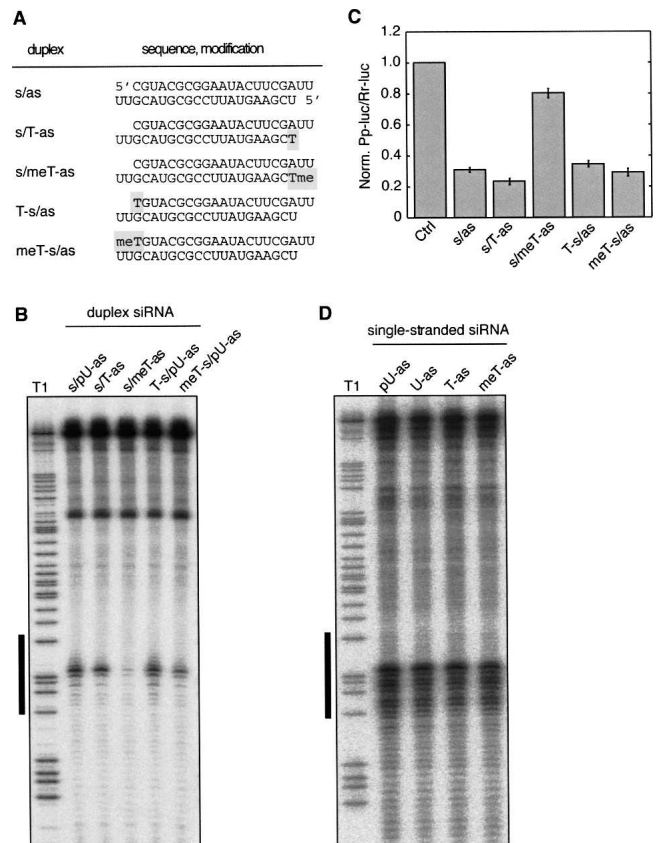 A
duplex sequence, modification
s/as 5' CGUACGCGGAAUACUUCGAUU
UUGCAUGCGCCUUAUGAAGCU 5'
s/T-as CGUACGCGGAAUACUUCGAUU
UUGCAUGCGCCUUAUGAAGCT
s/meT-as CGUACGCGGAAUACUUCGAUU
UUGCAUGCGCCUUAUGAAGCTme
T-s/as TGUACGCGGAAUACUUCGAUU
UUGCAUGCGCCUUAUGAAGCU
meT-s/as meTGUACGCGGAAUACUUCGAUU
UUGCAUGCGCCUUAUGAAGCU
C
Norm. Pp-luc/Rr-luc
1.2
1.0
0.8
0.6
0.4
0.2
0
Ctrl
s/as
s/T-as
s/meT-as
T-s/as
meT-s/as
B
duplex siRNA
T1
s/pU-as
s/T-as
s/meT-as
T-s/pU-as
meT-s/pU-as
D
single-stranded siRNA
T1
pU-as
U-as
T-as
meT-as